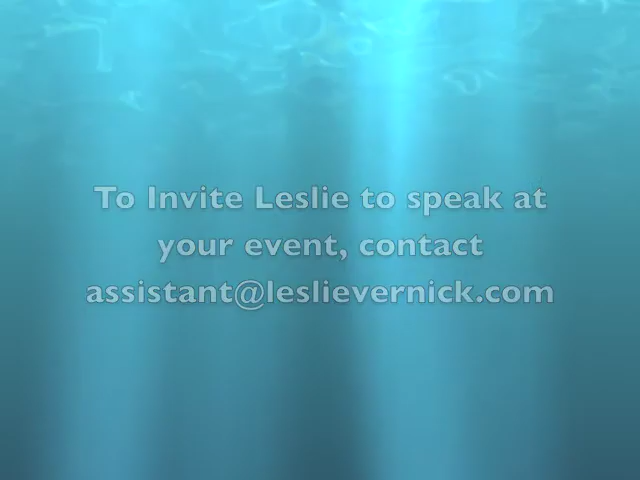 To Invite Leslie to speak at
your event, contact
assistant@leslievernick.com